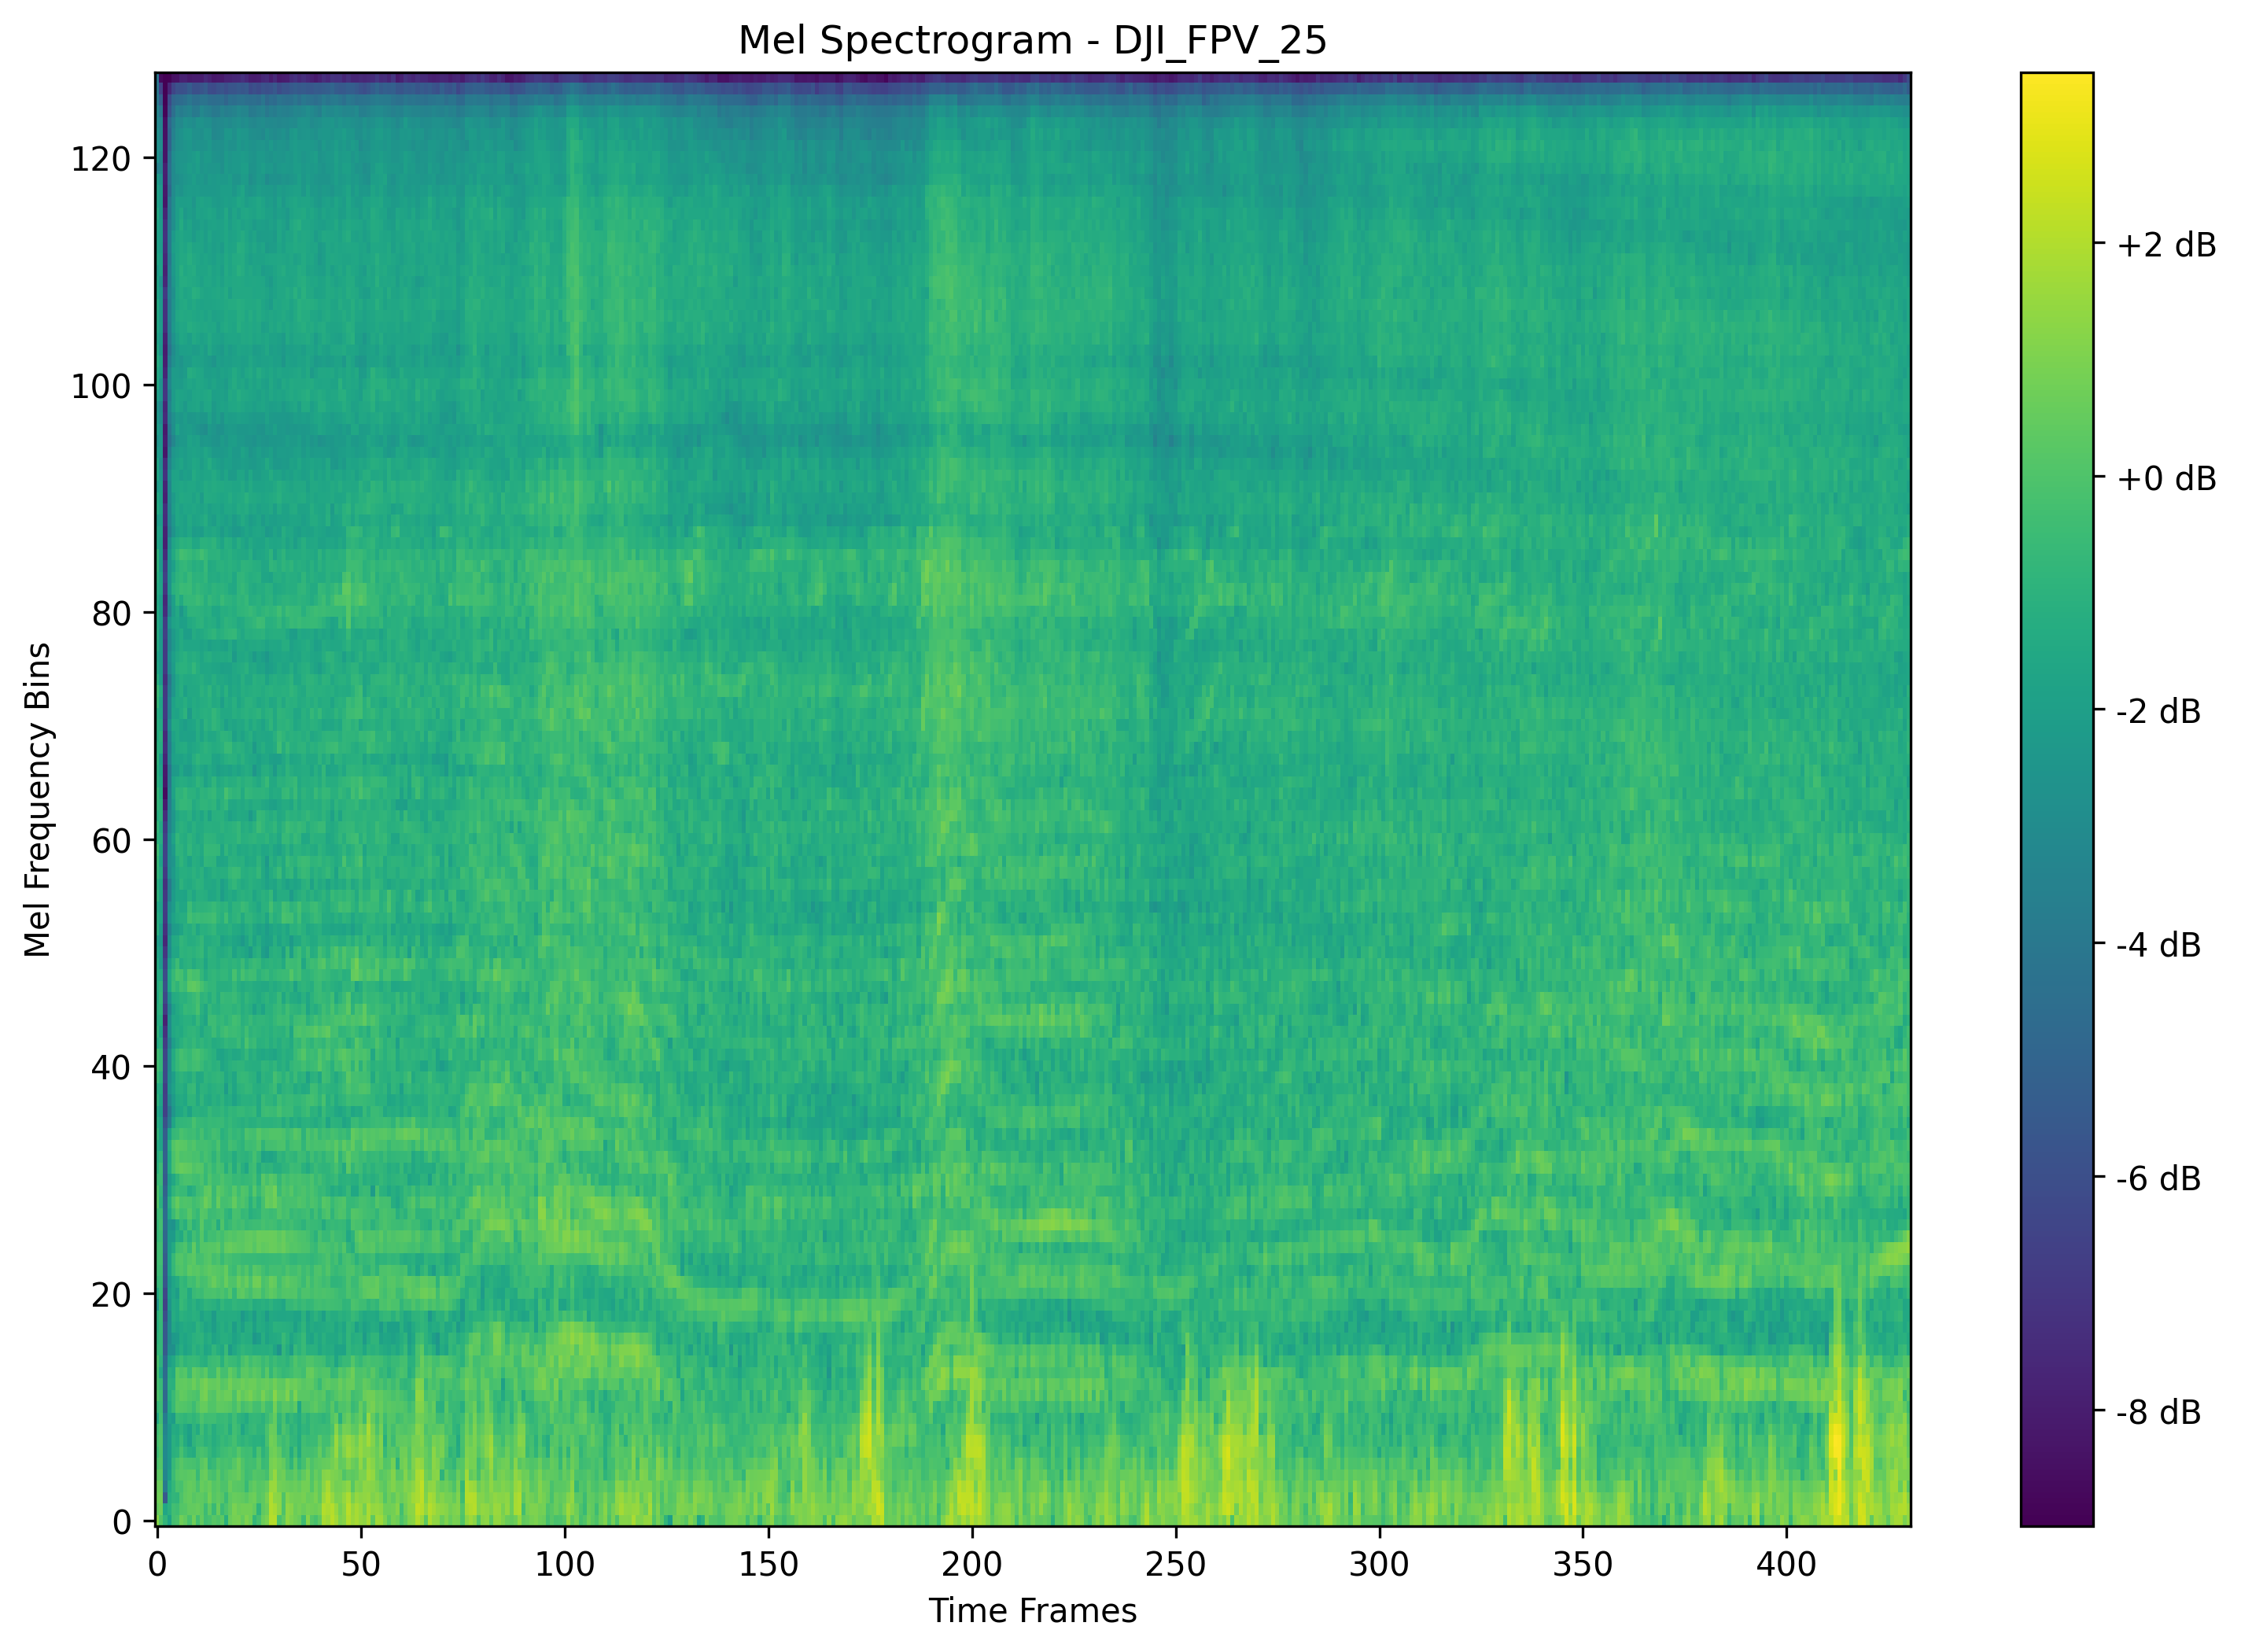 Mel Spectrogram - DJI_FPV_25
Mel Frequency Bins
120
100
80
60
40
20
0
0 50 100 150 200 250 300 350 400
Time Frames
+2 dB
+0 dB
-2 dB
-4 dB
-6 dB
-8 dB